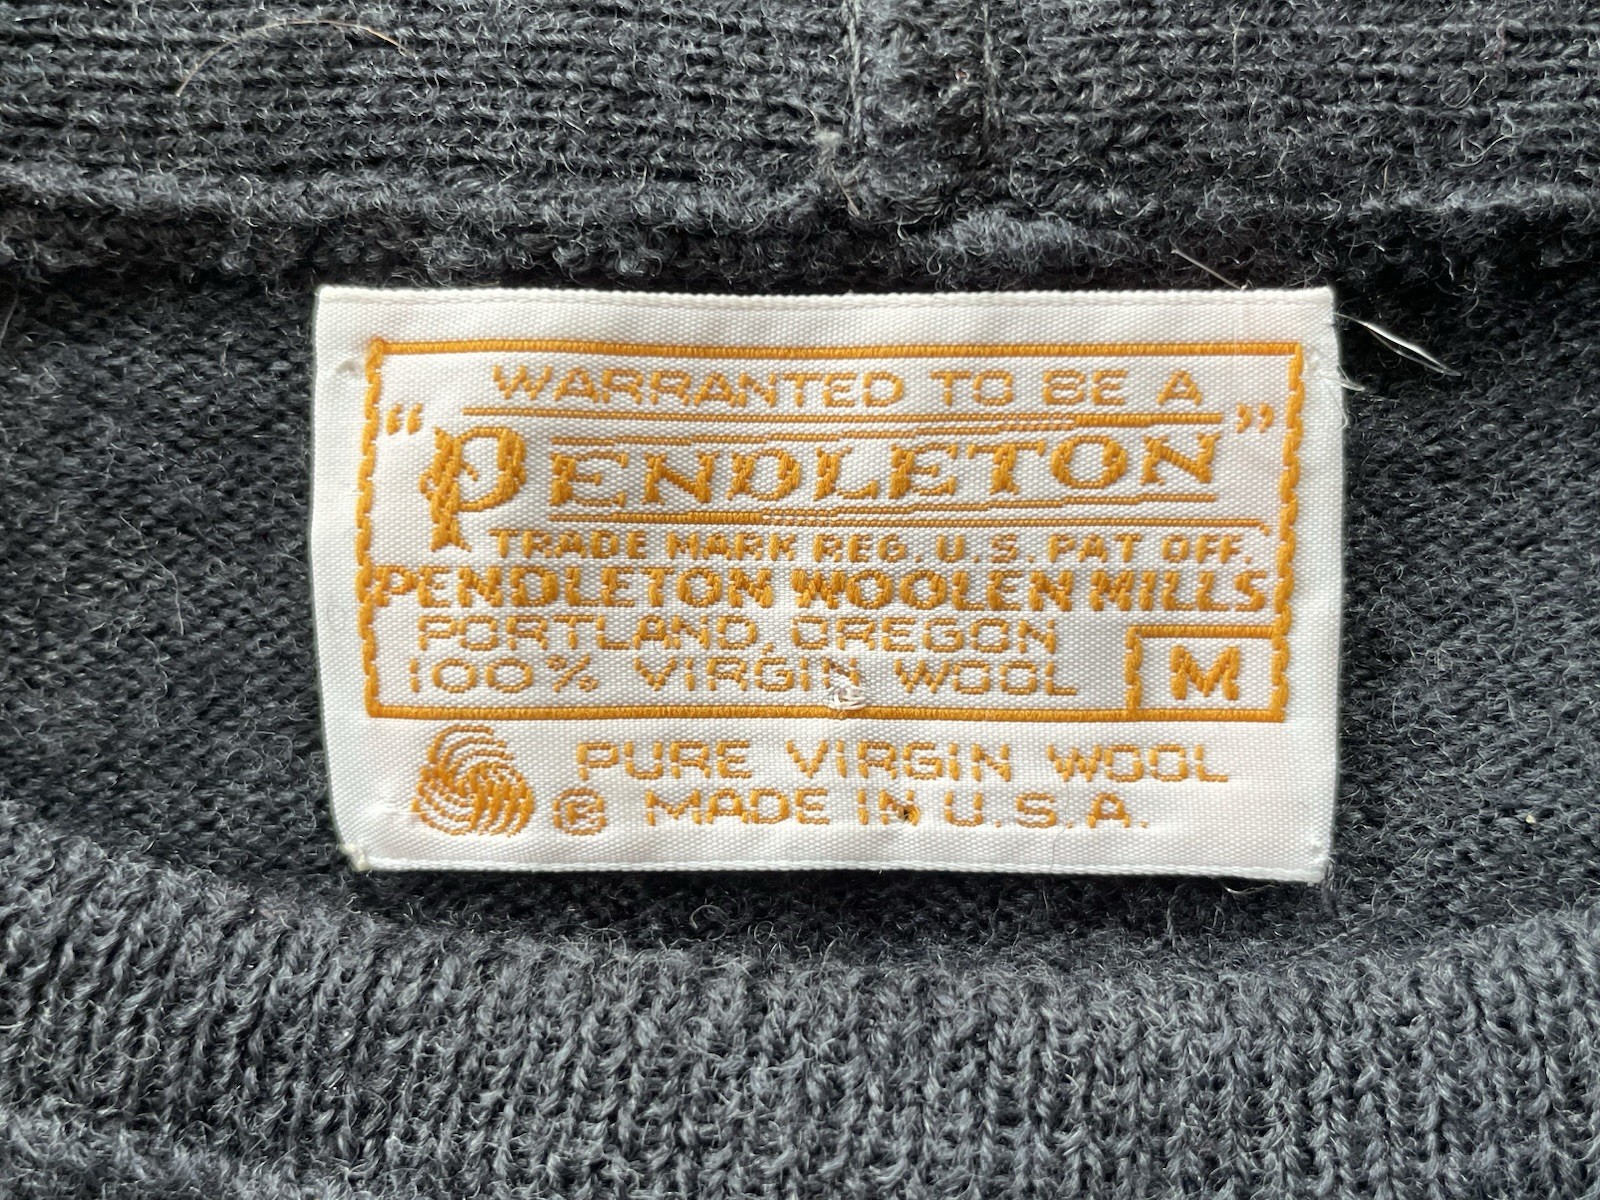 WARRANTED TO BE A
"PENDLETON"
TRADE MARK REG. U.S. PAT OFF.
PENDLETON WOOLEN MILLS
PORTLAND, OREGON
100% VIRGIN WOOL
M
PURE VIRGIN WOOL
® MADE IN U.S.A.